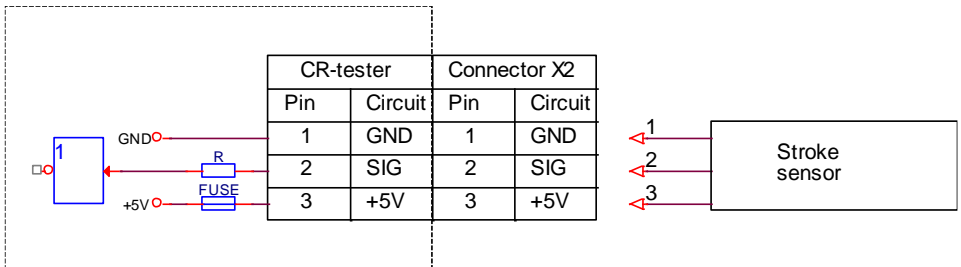 CR-tester Connector X2
Pin Circuit Pin Circuit
GND 1 GND 1 GND 1
1 R 2 SIG 2 SIG 2 Stroke sensor
+5V FUSE 3 +5V 3 +5V 3